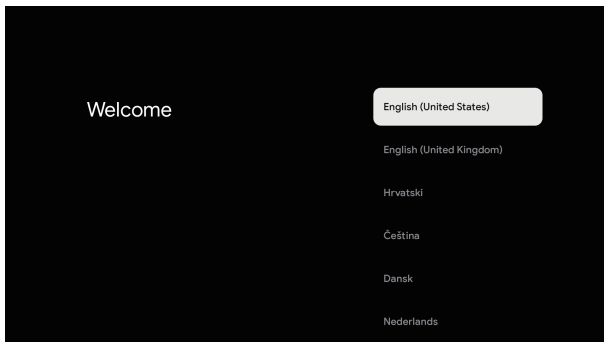 Welcome
English (United States)
English (United Kingdom)
Hrvatski
Čeština
Dansk
Nederlands